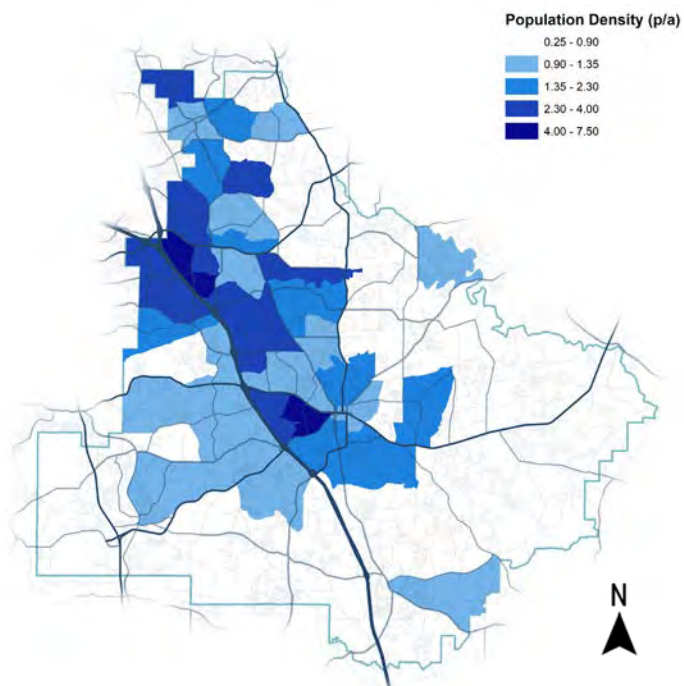 Population Density (p/a)
0.25 - 0.90
0.90 - 1.35
1.35 - 2.30
2.30 - 4.00
4.00 - 7.50
N